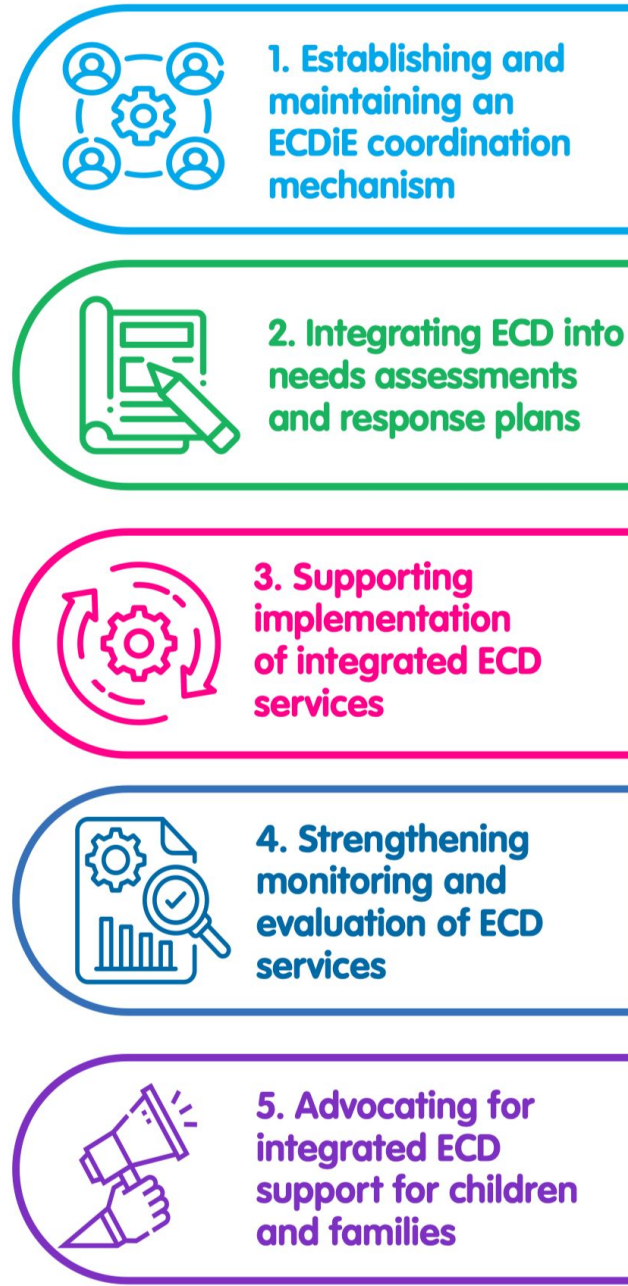 1. Establishing and
maintaining an
ECDiE coordination
mechanism
2. Integrating ECD into
needs assessments
and response plans
3. Supporting
implementation
of integrated ECD
services
4. Strengthening
monitoring and
evaluation of ECD
services
5. Advocating for
integrated ECD
support for children
and families